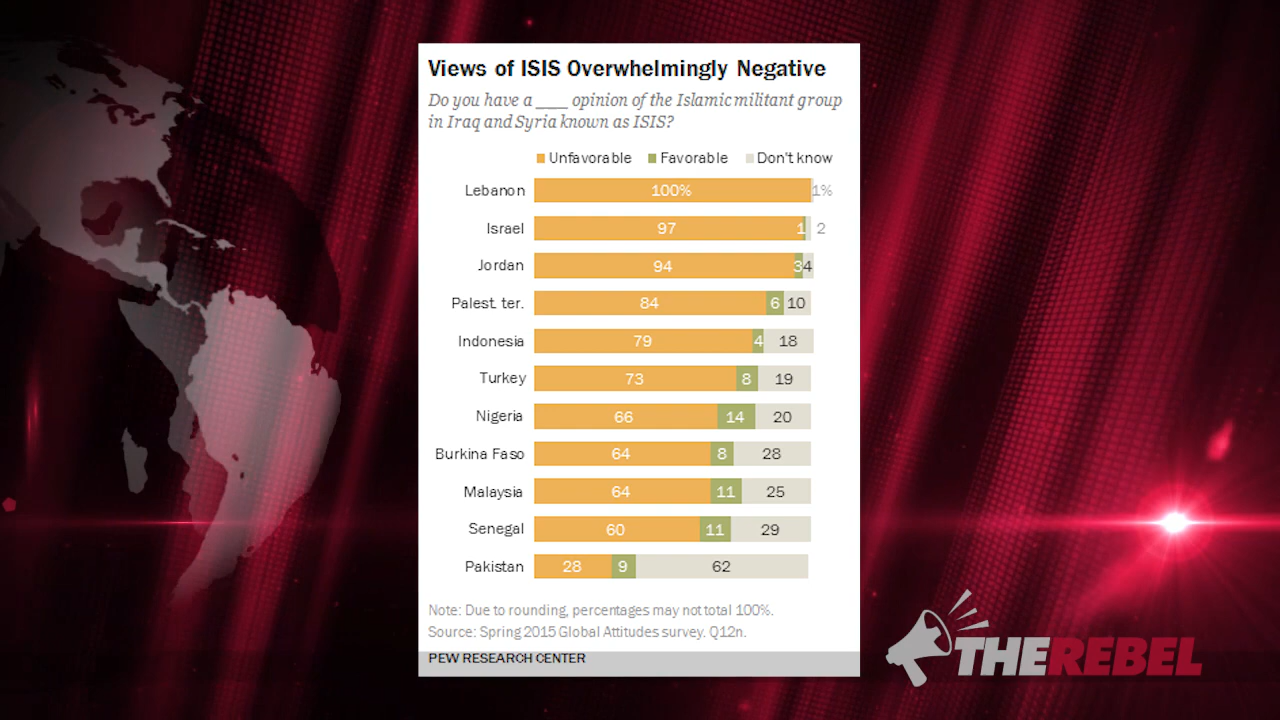 Views of ISIS Overwhelmingly Negative
Do you have a ___ opinion of the Islamic militant group
in Iraq and Syria known as ISIS?
Unfavorable Favorable Don't know
Lebanon 100% 1%
Israel 97 1 2
Jordan 94 3 4
Palest. ter. 84 6 10
Indonesia 79 4 18
Turkey 73 8 19
Nigeria 66 14 20
Burkina Faso 64 8 28
Malaysia 64 11 25
Senegal 60 11 29
Pakistan 28 9 62
Note: Due to rounding, percentages may not total 100%.
Source: Spring 2015 Global Attitudes survey. Q12n.
PEW RESEARCH CENTER
THEREBEL